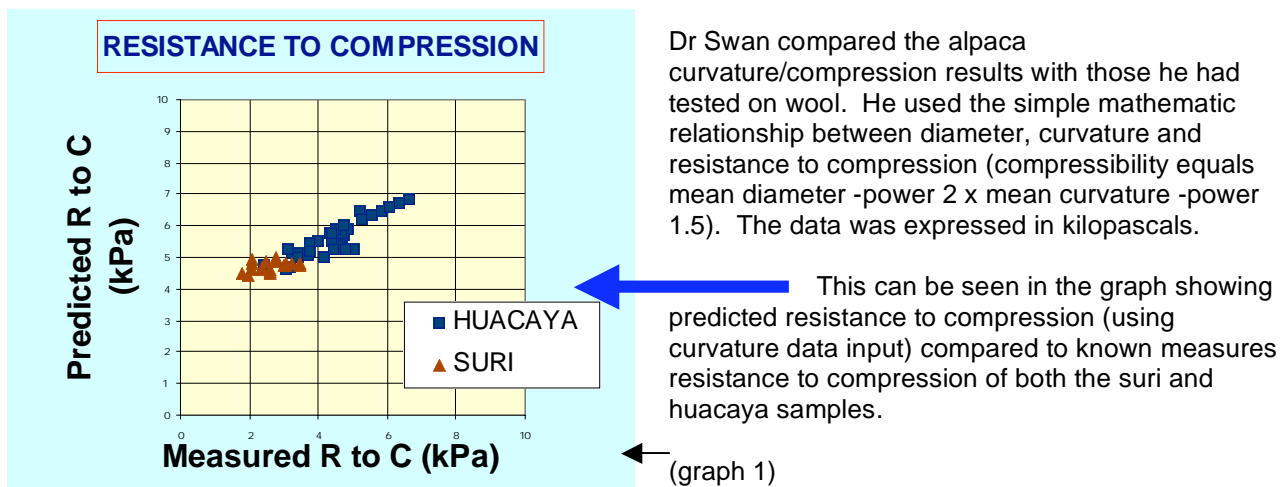 RESISTANCE TO COMPRESSION
Predicted R to C
(kPa)
10
9
8
7
6
5
4
3
2
1
0
0 2 4 6 8 10
Measured R to C (kPa)
HUACAYA
SURI
Dr Swan compared the alpaca
curvature/compression results with those he had
tested on wool. He used the simple mathematic
relationship between diameter, curvature and
resistance to compression (compressibility equals
mean diameter -power 2 x mean curvature -power
1.5). The data was expressed in kilopascals.
This can be seen in the graph showing
predicted resistance to compression (using
curvature data input) compared to known measures
resistance to compression of both the suri and
huacaya samples.
(graph 1)